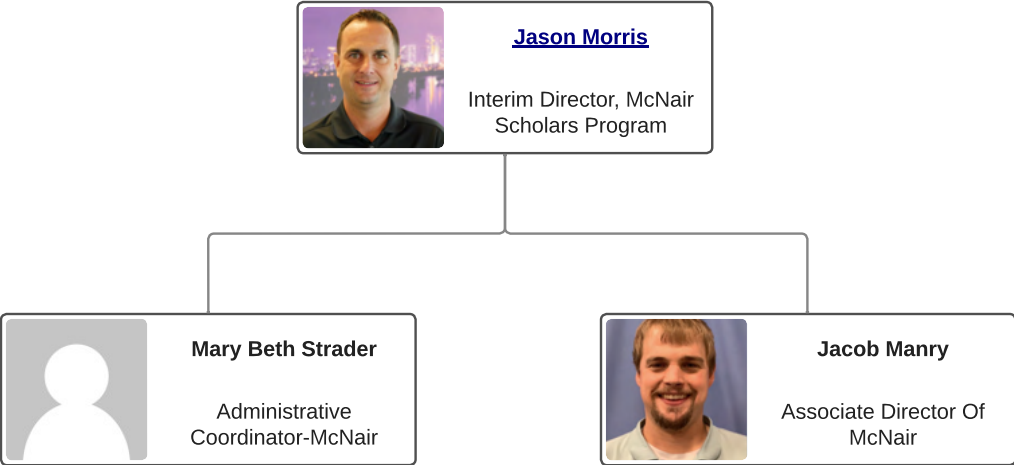 Jason Morris
Interim Director, McNair
Scholars Program
Mary Beth Strader
Administrative
Coordinator-McNair
Jacob Manry
Associate Director Of
McNair